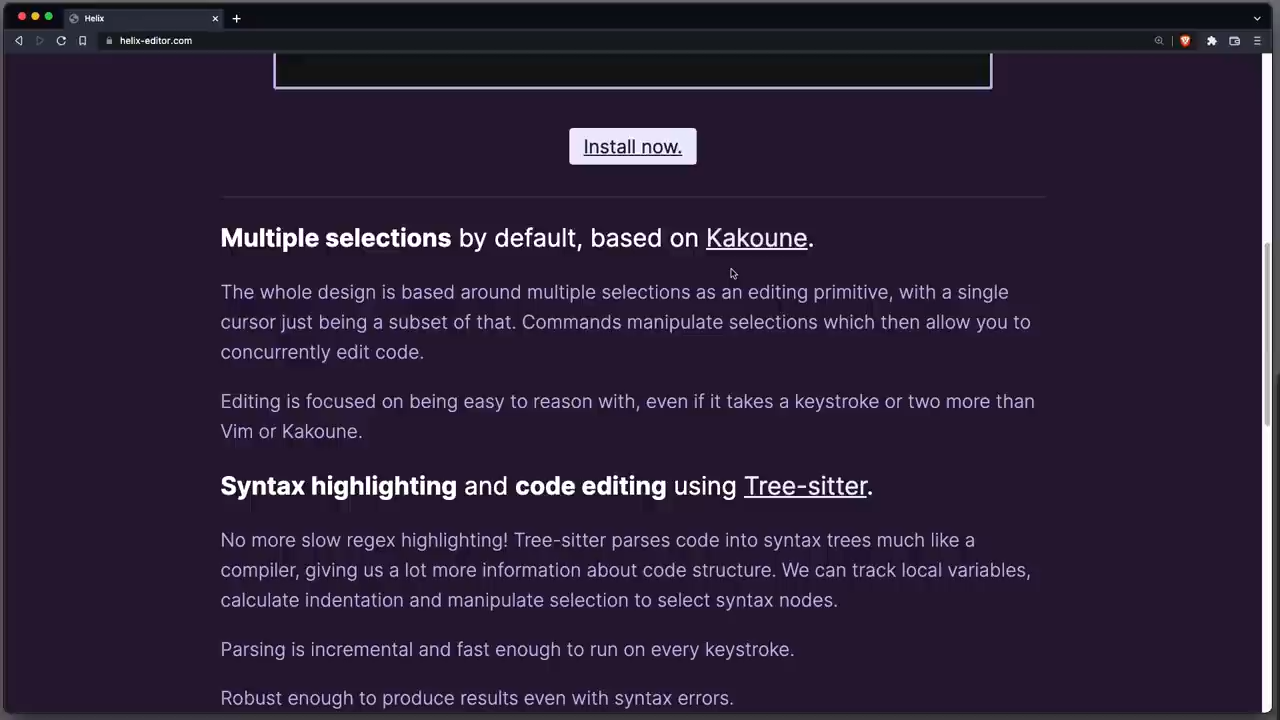 Helix
helix-editor.com
Install now.
Multiple selections by default, based on Kakoune.
The whole design is based around multiple selections as an editing primitive, with a single
cursor just being a subset of that. Commands manipulate selections which then allow you to
concurrently edit code.
Editing is focused on being easy to reason with, even if it takes a keystroke or two more than
Vim or Kakoune.
Syntax highlighting and code editing using Tree-sitter.
No more slow regex highlighting! Tree-sitter parses code into syntax trees much like a
compiler, giving us a lot more information about code structure. We can track local variables,
calculate indentation and manipulate selection to select syntax nodes.
Parsing is incremental and fast enough to run on every keystroke.
Robust enough to produce results even with syntax errors.